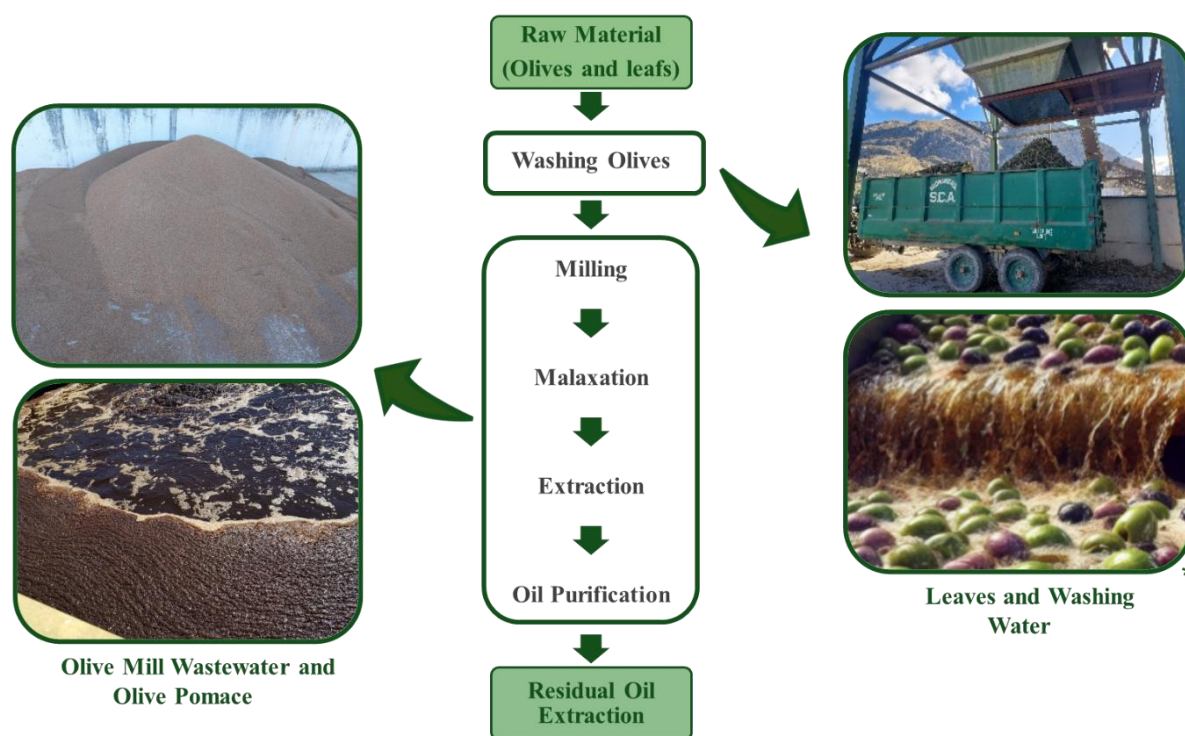 Raw Material
(Olives and leafs)
Washing Olives
Milling
Malaxation
Extraction
Oil Purification
Residual Oil
Extraction
Olive Mill Wastewater and
Olive Pomace
S.C.A
*
Leaves and Washing
Water